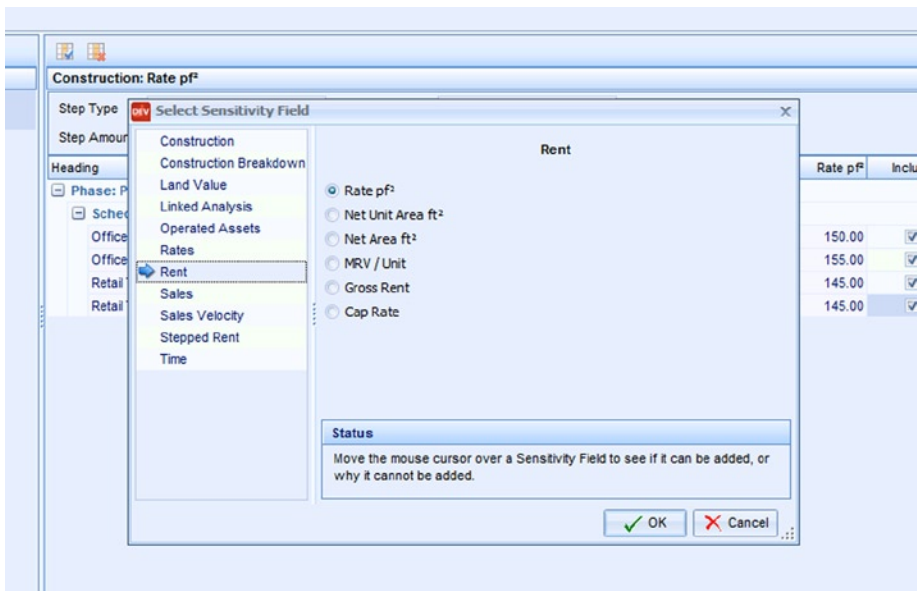 Construction: Rate pf²
Step Type
DEV Select Sensitivity Field
Step Amour
Heading
Rate pf²
Inclu
Phase: P
Sched
Office
150.00
Office
155.00
Retail
145.00
Retail
145.00
Construction
Construction Breakdown
Land Value
Linked Analysis
Operated Assets
Rates
Rent
Sales
Sales Velocity
Stepped Rent
Time
Rent
Rate pf²
Net Unit Area ft²
Net Area ft²
MRV / Unit
Gross Rent
Cap Rate
Status
Move the mouse cursor over a Sensitivity Field to see if it can be added, or
why it cannot be added.
OK
Cancel